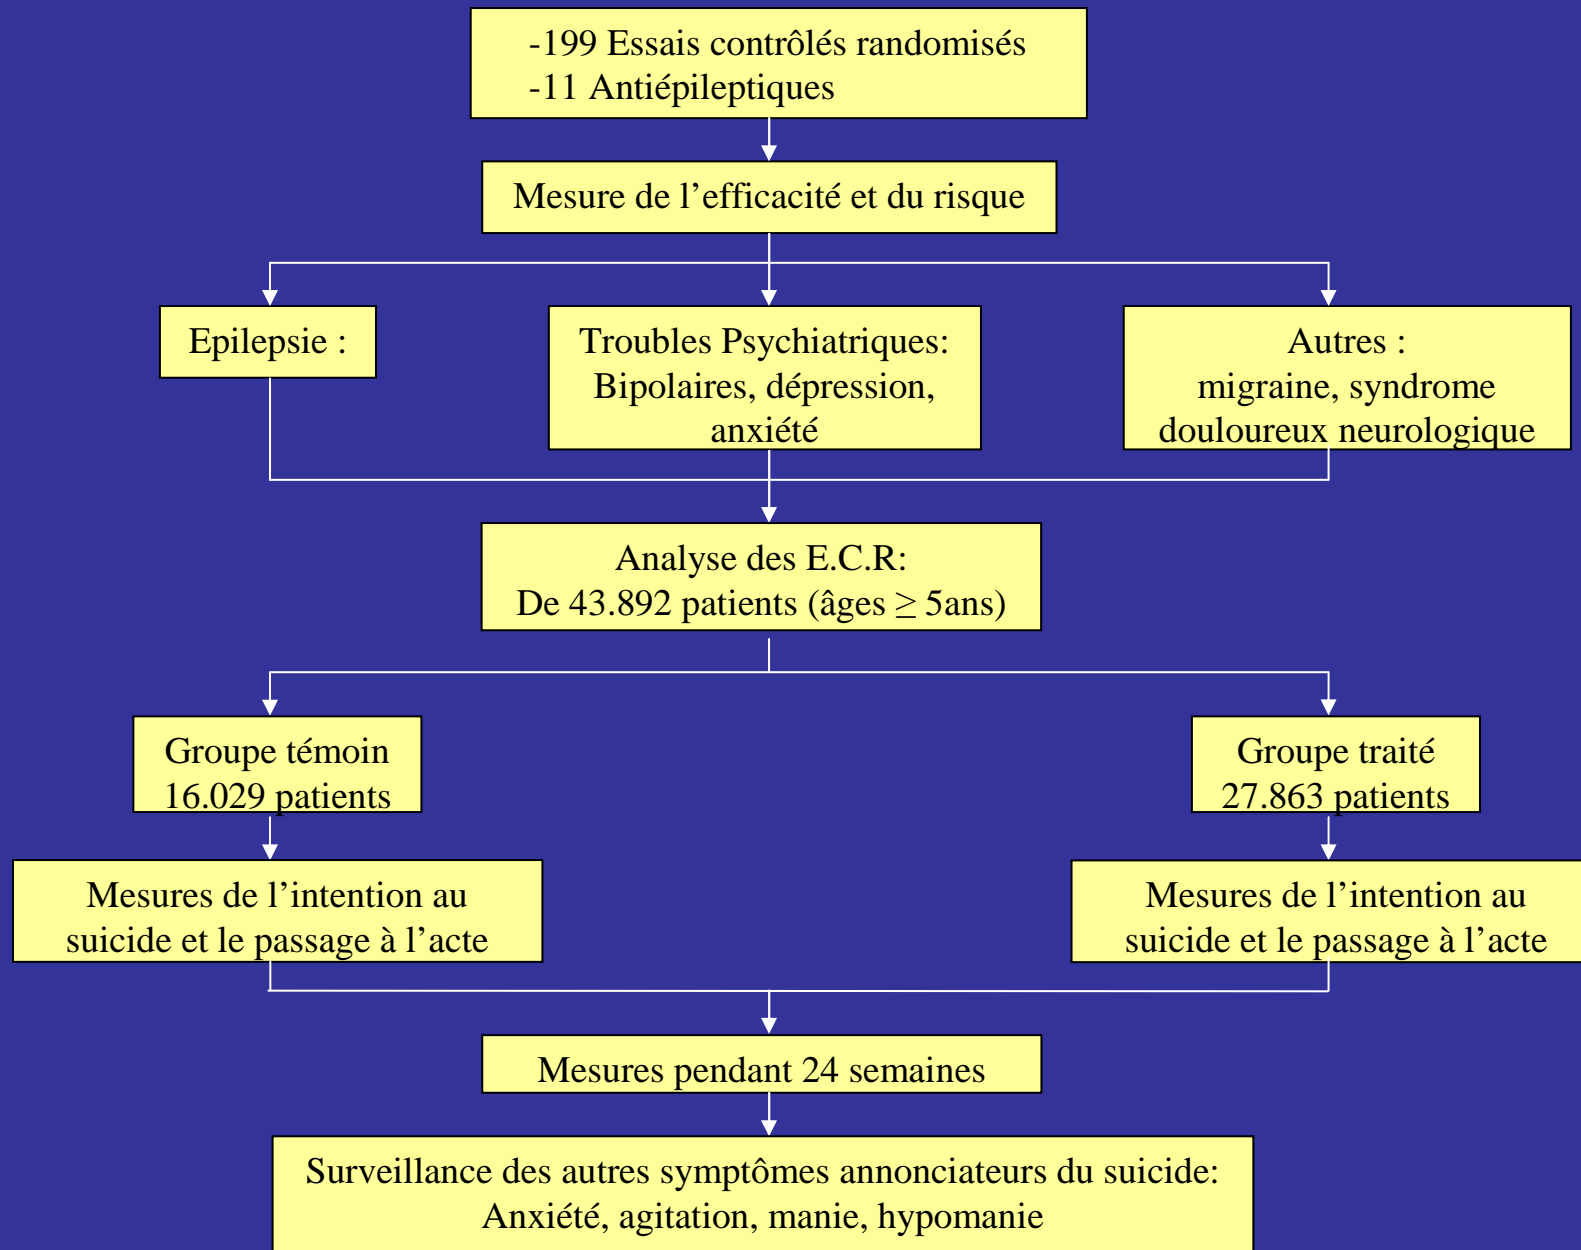 -199 Essais contrôlés randomisés
-11 Antiépileptiques
Mesure de l’efficacité et du risque
Epilepsie :
Troubles Psychiatriques:
Bipolaires, dépression,
anxiété
Autres :
migraine, syndrome
douloureux neurologique
Analyse des E.C.R:
De 43.892 patients (âges ≥ 5ans)
Groupe témoin
16.029 patients
Groupe traité
27.863 patients
Mesures de l’intention au
suicide et le passage à l’acte
Mesures de l’intention au
suicide et le passage à l’acte
Mesures pendant 24 semaines
Surveillance des autres symptômes annonciateurs du suicide:
Anxiété, agitation, manie, hypomanie